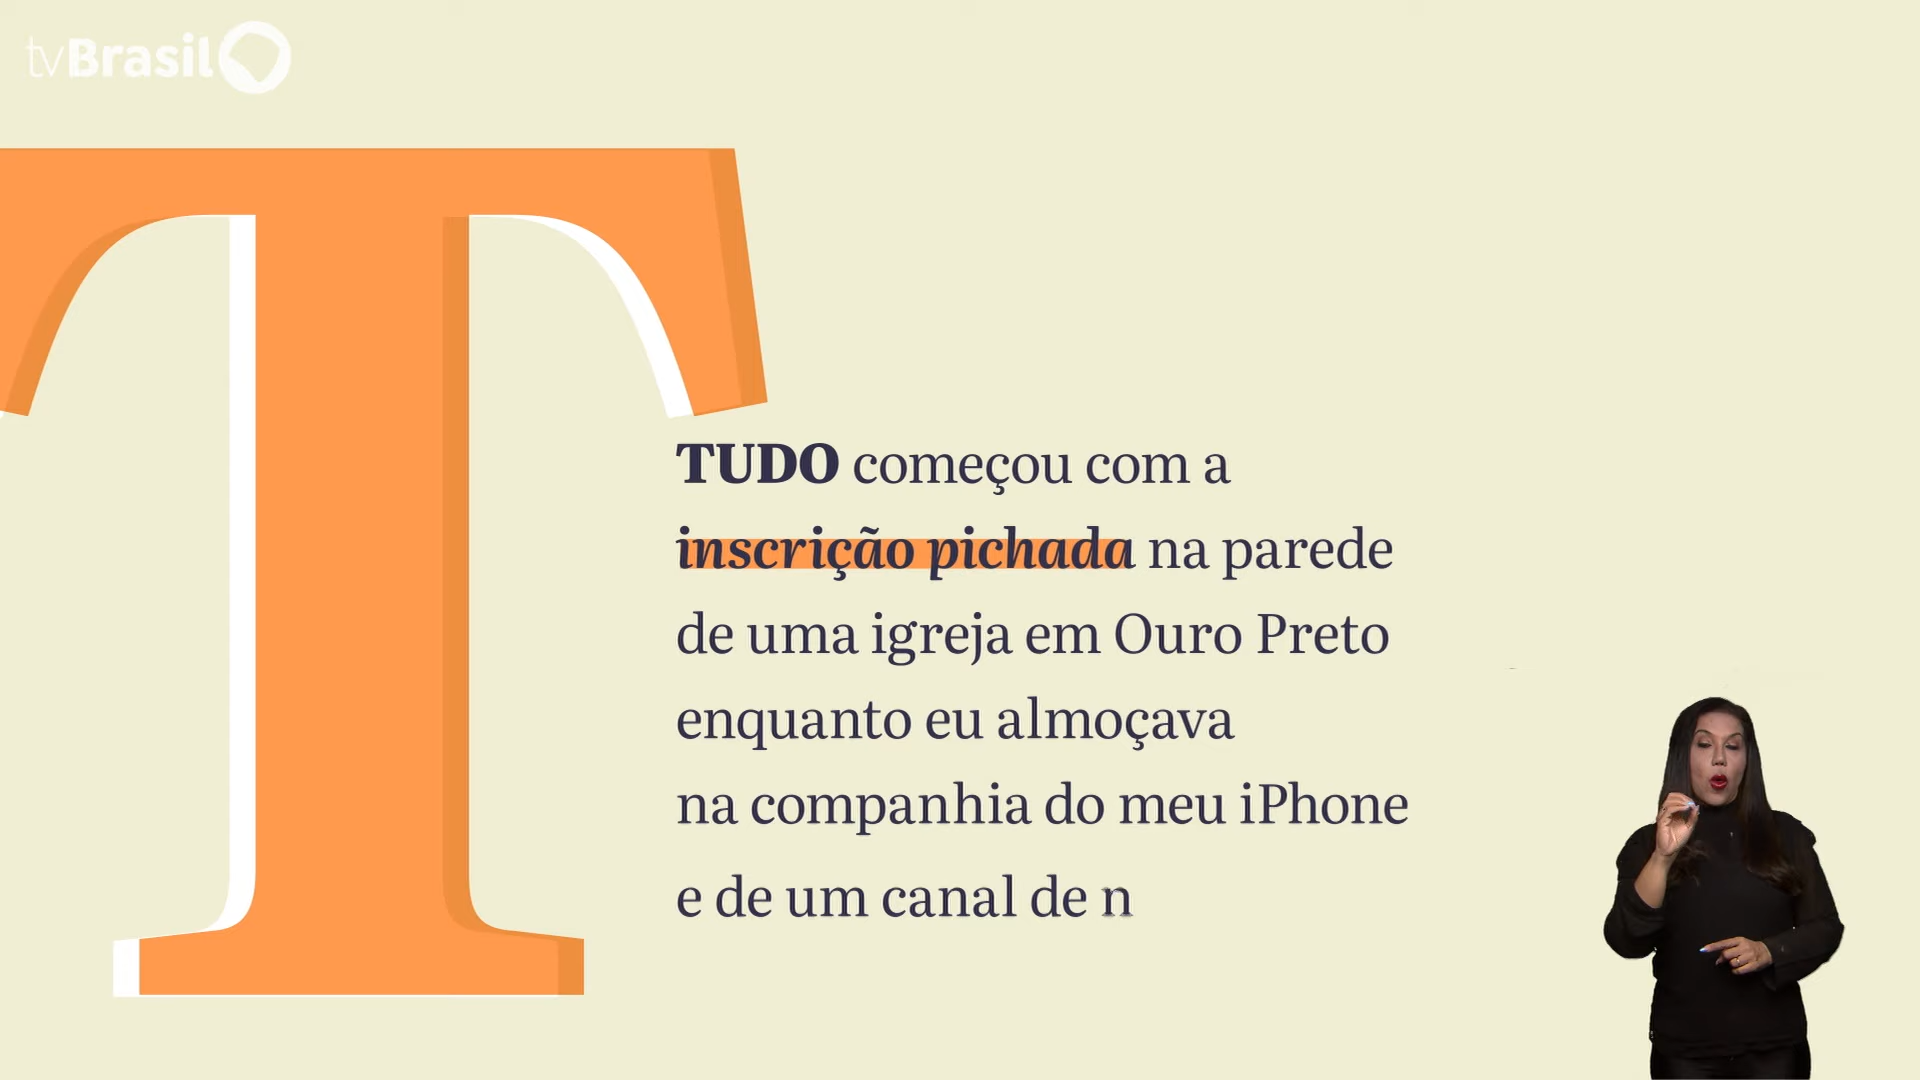 tvBrasil
T
TUDO começou com a
inscrição pichada na parede
de uma igreja em Ouro Preto
enquanto eu almoçava
na companhia do meu iPhone
e de um canal de n